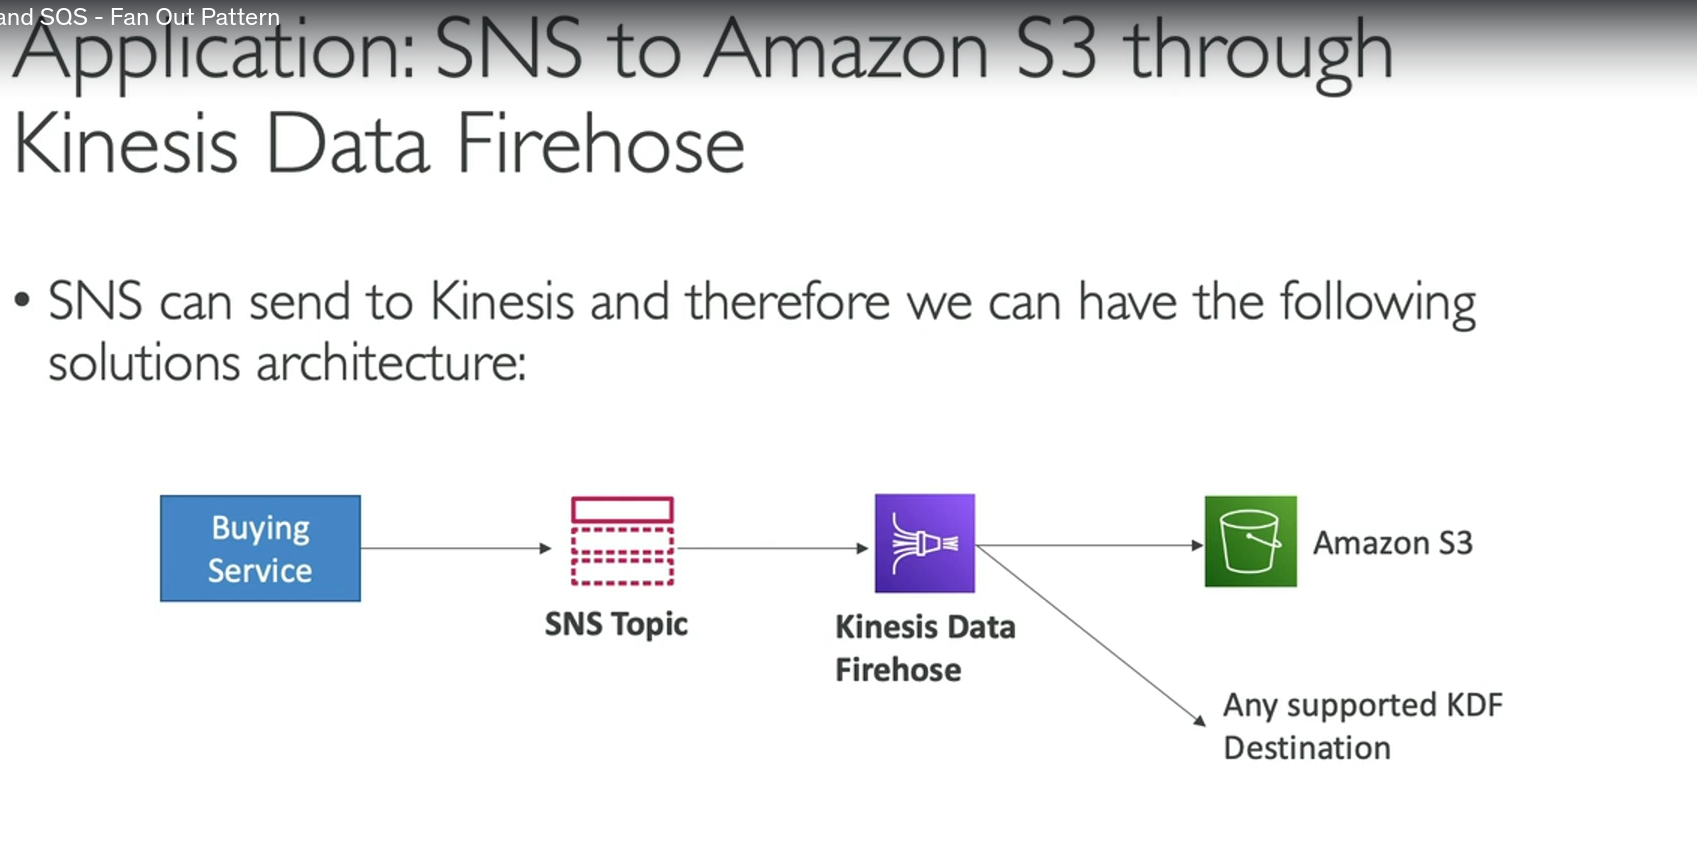 and SQS - Fan Out Pattern
Application: SNS to Amazon S3 through
Kinesis Data Firehose
• SNS can send to Kinesis and therefore we can have the following
solutions architecture:
Buying
Service
SNS Topic
Kinesis Data
Firehose
Amazon S3
Any supported KDF
Destination